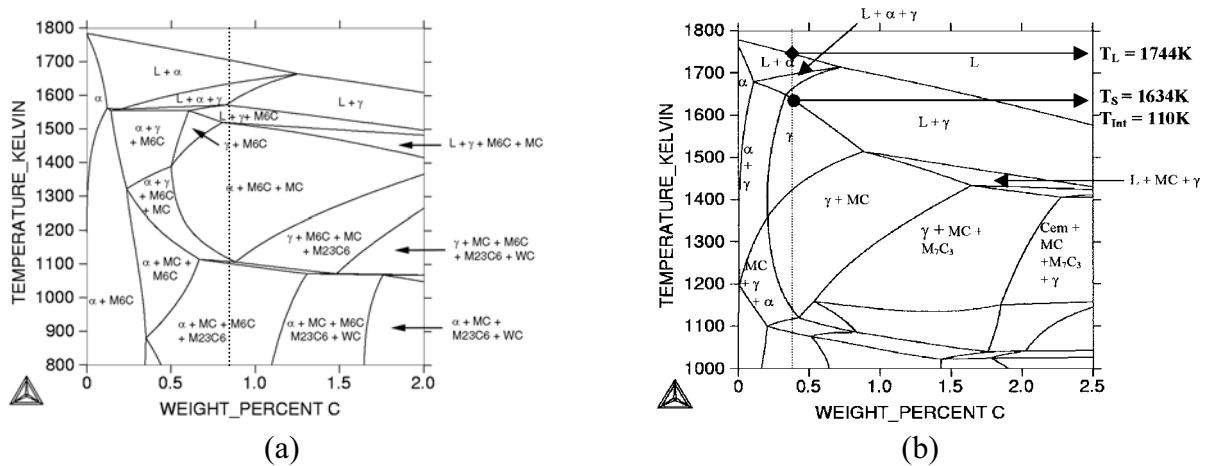 1800
1700
1600
1500
1400
1300
1200
1100
1000
900
800
TEMPERATURE_KELVIN
0
0.5
1.0
1.5
2.0
WEIGHT_PERCENT C
L + α
α
L + α + γ
L + γ
L + γ + M6C
α + γ
+ M6C
γ + M6C
L + γ + M6C + MC
α + γ
+ M6C
+ MC
α + M6C + MC
γ + M6C + MC
+ M23C6
γ + MC + M6C
+ M23C6 + WC
α + MC +
M6C
α + M6C
α + MC + M6C
+ M23C6
α + MC + M6C
M23C6 + WC
α + MC +
M23C6 + WC
(a)
1800
1700
1600
1500
1400
1300
1200
1100
1000
TEMPERATURE_KELVIN
0
0.5
1.0
1.5
2.0
2.5
WEIGHT_PERCENT C
L + α + γ
L + α
L
T_L = 1744K
α
T_S = 1634K
T_Int = 110K
γ
L + γ
α +
γ
L + MC + γ
γ + MC
γ + MC +
M₇C₃
Cem +
MC
+M₇C₃
+ γ
MC
+ γ
+ α
(b)